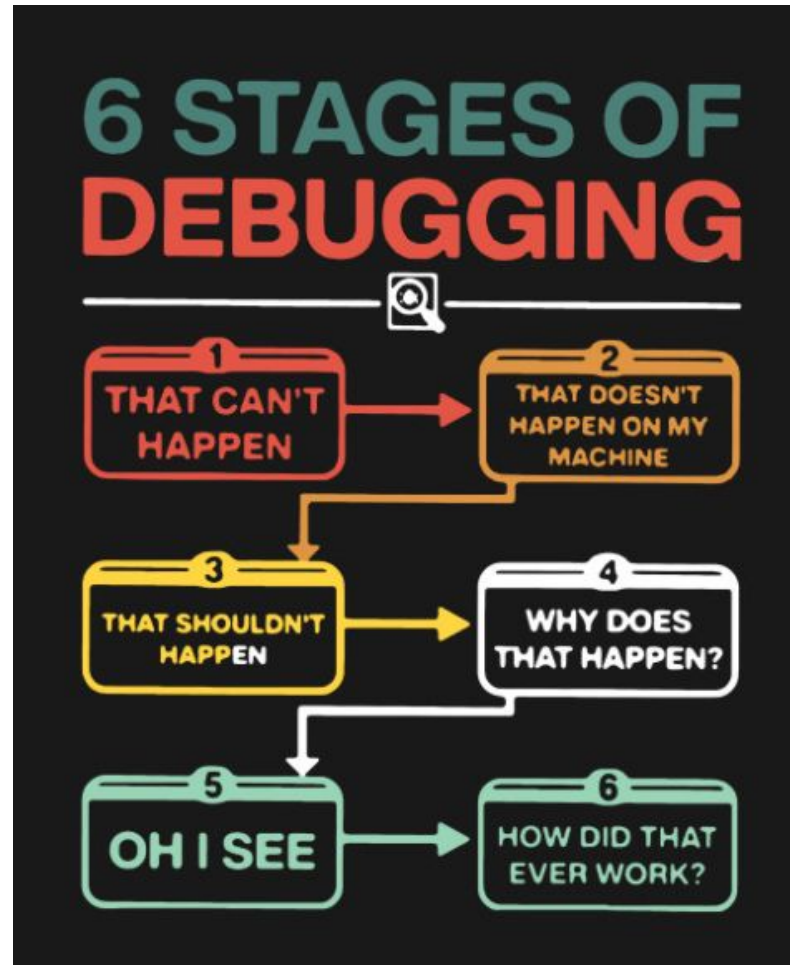 6 STAGES OF
DEBUGGING
1
THAT CAN'T
HAPPEN
2
THAT DOESN'T
HAPPEN ON MY
MACHINE
3
THAT SHOULDN'T
HAPPEN
4
WHY DOES
THAT HAPPEN?
5
OH I SEE
6
HOW DID THAT
EVER WORK?